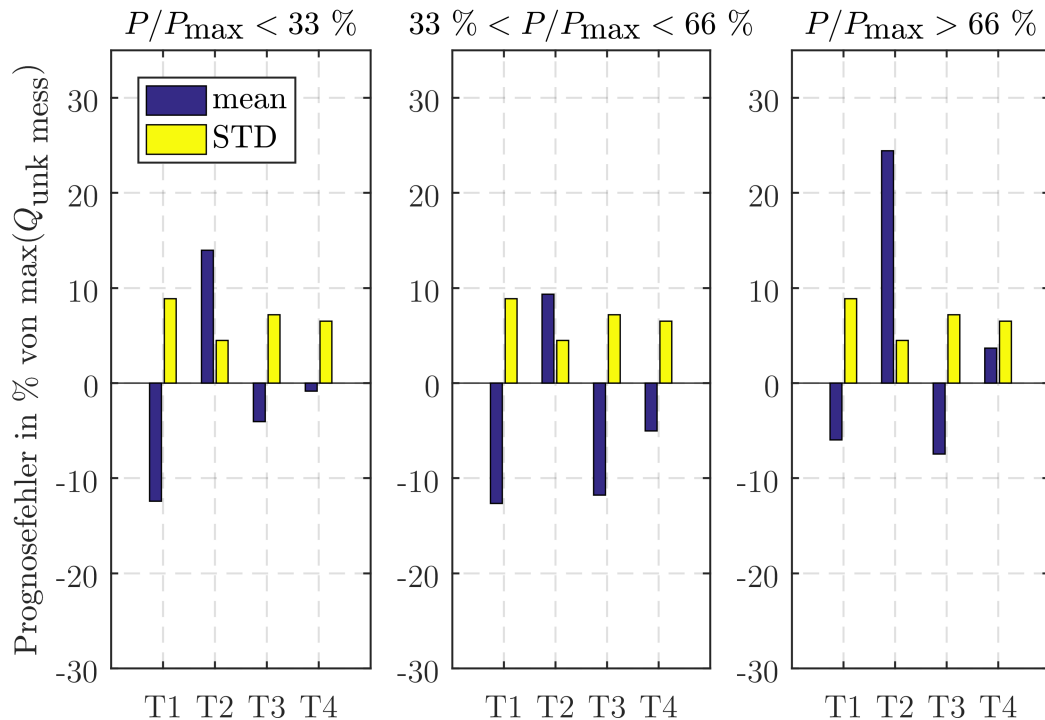 P/Pmax < 33 %
33 % < P/Pmax < 66 %
P/Pmax > 66 %
Prognosefehler in % von max(Qunk mess)
mean
STD
30
20
10
0
-10
-20
-30
T1 T2 T3 T4
30
20
10
0
-10
-20
-30
T1 T2 T3 T4
30
20
10
0
-10
-20
-30
T1 T2 T3 T4